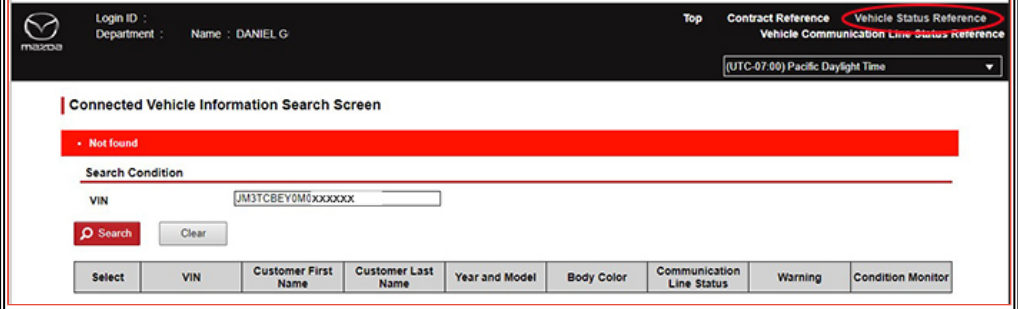 mazda
Login ID :
Department : Name : DANIEL G
Top Contract Reference Vehicle Status Reference
Vehicle Communication Line Status Reference
(UTC-07:00) Pacific Daylight Time
Connected Vehicle Information Search Screen
• Not found
Search Condition
VIN JM3TCBEY0M0xxxxxx
Search Clear
Select VIN Customer First Name Customer Last Name Year and Model Body Color Communication Line Status Warning Condition Monitor